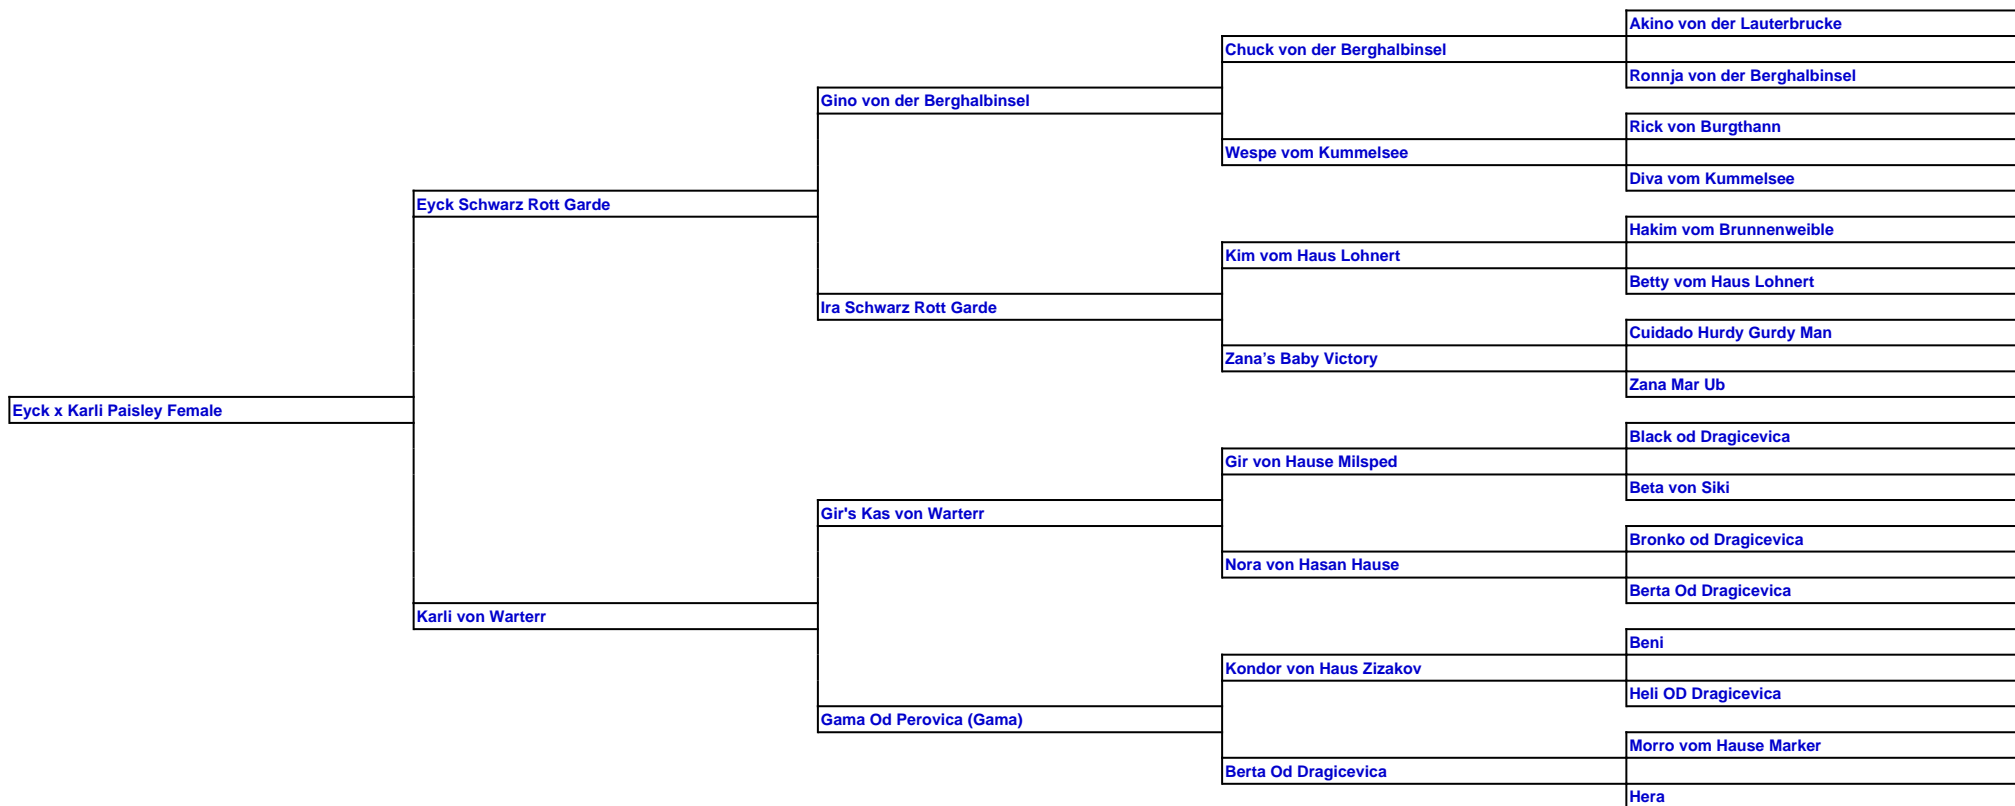 Akino von der Lauterbrucke
Chuck von der Berghalbinsel
Ronnja von der Berghalbinsel
Gino von der Berghalbinsel
Rick von Burgthann
Wespe vom Kummelsee
Diva vom Kummelsee
Eyck Schwarz Rott Garde
Hakim vom Brunnenweible
Kim vom Haus Lohnert
Betty vom Haus Lohnert
Ira Schwarz Rott Garde
Cuidado Hurdy Gurdy Man
Zana’s Baby Victory
Zana Mar Ub
Eyck x Karli Paisley Female
Black od Dragicevica
Gir von Hause Milsped
Beta von Siki
Gir's Kas von Warterr
Bronko od Dragicevica
Nora von Hasan Hause
Berta Od Dragicevica
Karli von Warterr
Beni
Kondor von Haus Zizakov
Heli OD Dragicevica
Gama Od Perovica (Gama)
Morro vom Hause Marker
Berta Od Dragicevica
Hera